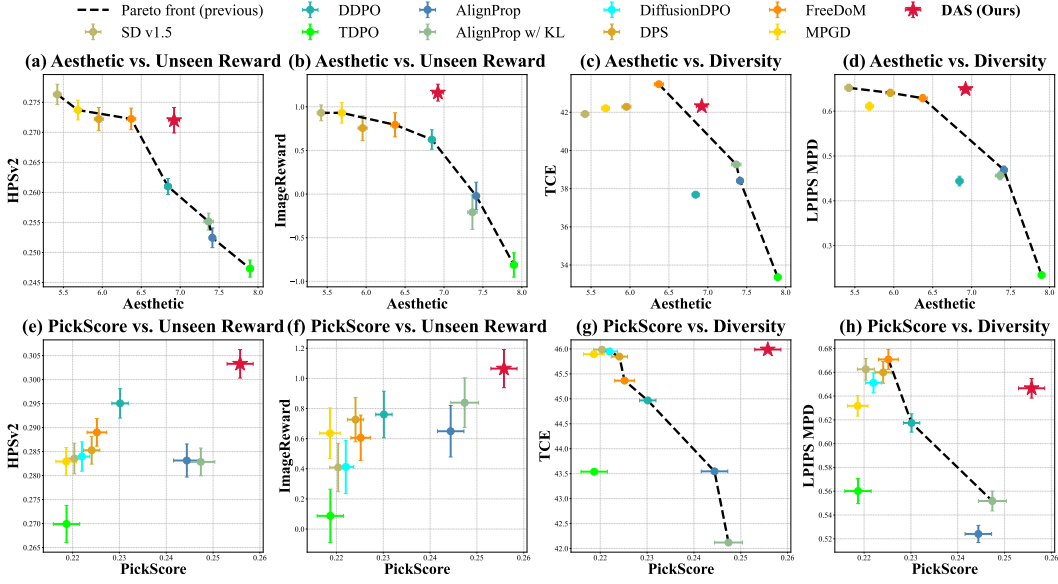 Pareto front (previous) DDPO AlignProp DiffusionDPO FreeDoM DAS (Ours)
SD v1.5 TDPO AlignProp w/ KL DPS MPGD
(a) Aesthetic vs. Unseen Reward
HPSv2
0.275
0.270
0.265
0.260
0.255
0.250
0.245
5.5 6.0 6.5 7.0 7.5 8.0
Aesthetic
(b) Aesthetic vs. Unseen Reward
ImageReward
1.0
0.5
0.0
−0.5
−1.0
5.5 6.0 6.5 7.0 7.5 8.0
Aesthetic
(c) Aesthetic vs. Diversity
TCE
42
40
38
36
34
5.5 6.0 6.5 7.0 7.5 8.0
Aesthetic
(d) Aesthetic vs. Diversity
LPIPS MPD
0.6
0.5
0.4
0.3
5.5 6.0 6.5 7.0 7.5 8.0
Aesthetic
(e) PickScore vs. Unseen Reward
HPSv2
0.305
0.300
0.295
0.290
0.285
0.280
0.275
0.270
0.265
0.22 0.23 0.24 0.25 0.26
PickScore
(f) PickScore vs. Unseen Reward
ImageReward
1.2
1.0
0.8
0.6
0.4
0.2
0.0
0.22 0.23 0.24 0.25 0.26
PickScore
(g) PickScore vs. Diversity
TCE
46.0
45.5
45.0
44.5
44.0
43.5
43.0
42.5
42.0
0.22 0.23 0.24 0.25 0.26
PickScore
(h) PickScore vs. Diversity
LPIPS MPD
0.68
0.66
0.64
0.62
0.60
0.58
0.56
0.54
0.52
0.22 0.23 0.24 0.25 0.26
PickScore